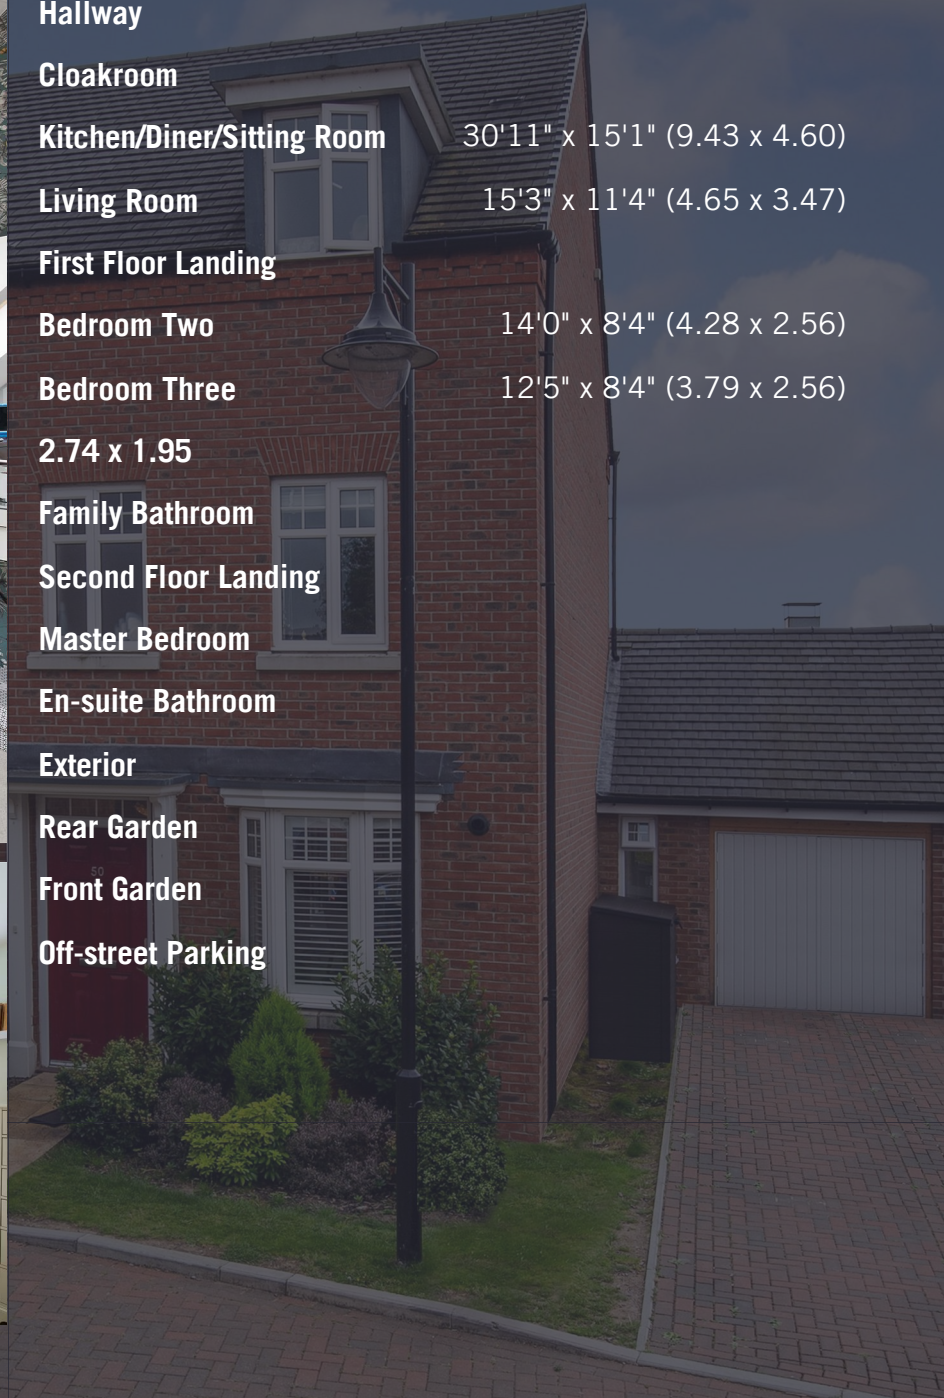 Hallway
Cloakroom
Kitchen/Diner/Sitting Room 30'11" x 15'1" (9.43 x 4.60)
Living Room 15'3" x 11'4" (4.65 x 3.47)
First Floor Landing
Bedroom Two 14'0" x 8'4" (4.28 x 2.56)
Bedroom Three 12'5" x 8'4" (3.79 x 2.56)
2.74 x 1.95
Family Bathroom
Second Floor Landing
Master Bedroom
En-suite Bathroom
Exterior
Rear Garden
50
Front Garden
Off-street Parking